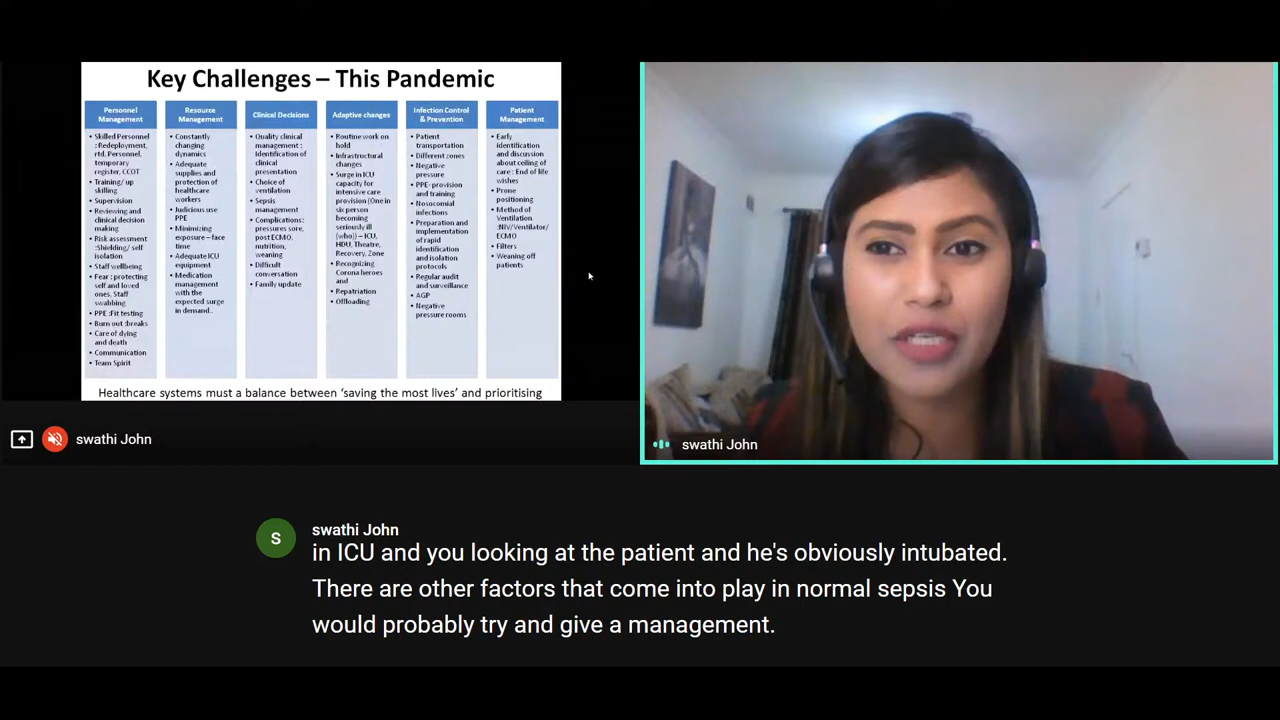 Key Challenges – This Pandemic
Personnel
Management
• Skilled Personnel
: Redeployment,
rtd. Personnel,
temporary
register, CCOT
• Training/ up
skilling
• Supervision
• Reviewing and
clinical decision
making
• Risk assessment
:Shielding/ self
isolation
• Staff wellbeing
• Fear : protecting
self and loved
ones. Staff
swabbing
• PPE :Fit testing
• Burn out :breaks
• Care of dying
and death
• Communication
• Team Spirit
Resource
Management
• Constantly
changing
dynamics
• Adequate
supplies and
protection of
healthcare
workers
• Judicious use
PPE
• Minimizing
exposure – face
time
• Adequate ICU
equipment
• Medication
management
with the
expected surge
in demand..
Clinical Decisions
• Quality clinical
management :
Identification of
clinical
presentation
• Choice of
ventilation
• Sepsis
management
• Complications:
pressures sore,
post ECMO,
nutrition,
weaning
• Difficult
conversation
• Family update
Adaptive changes
• Routine work on
hold
• Infrastructural
changes
• Surge in ICU
capacity for
intensive care
provision (One in
six person
becoming
seriously ill
(who)) – ICU,
HDU, Theatre,
Recovery, Zone
• Recognizing
Corona heroes
and
• Repatriation
• Offloading
Infection Control
& Prevention
• Patient
transportation
• Different zones
• Negative
pressure
• PPE- provision
and training
• Nosocomial
infections
• Preparation and
implementation
of rapid
identification
and isolation
protocols
• Regular audit
and surveillance
• AGP
• Negative
pressure rooms
Patient
Management
• Early
identification
and discussion
about ceiling of
care : End of life
wishes
• Prone
positioning
• Method of
Ventilation
:NIV/Ventilator/
ECMO
• Filters
• Weaning off
patients
Healthcare systems must a balance between ‘saving the most lives’ and prioritising
swathi John
swathi John
S
swathi John
in ICU and you looking at the patient and he's obviously intubated.
There are other factors that come into play in normal sepsis You
would probably try and give a management.